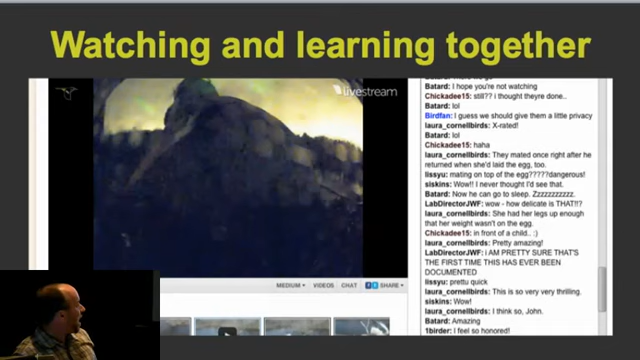 Watching and learning together
livestream
Batard: I hope you're not watching
Chickadee15: still?? i thought theyre done..
Batard: lol
Birdfan: I guess we should give them a little privacy
laura_cornellbirds: X-rated!
Batard: lol
Chickadee15: haha
laura_cornellbirds: They mated once right after he
returned when she'd laid the egg, too.
lissyu: mating on top of the egg?????dangerous!
siskins: Wow!! I never thought I'd see that.
Batard: Now he can go to sleep. Zzzzzzzzzzz.
LabDirectorJWF: wow - how delicate is THAT!!?
laura_cornellbirds: She had her legs up enough
that her weight wasn't on the egg.
Chickadee15: in front of a child.. :)
laura_cornellbirds: Pretty amazing!
LabDirectorJWF: iAM PRETTY SURE THAT'S
THE FIRST TIME THIS HAS EVER BEEN
DOCUMENTED
lissyu: prettu quick
laura_cornellbirds: This is so very very thrilling.
siskins: Wow!
laura_cornellbirds: I think so, John.
Batard: Amazing
1birder: I feel so honored!
MEDIUM VIDEOS CHAT SHARE